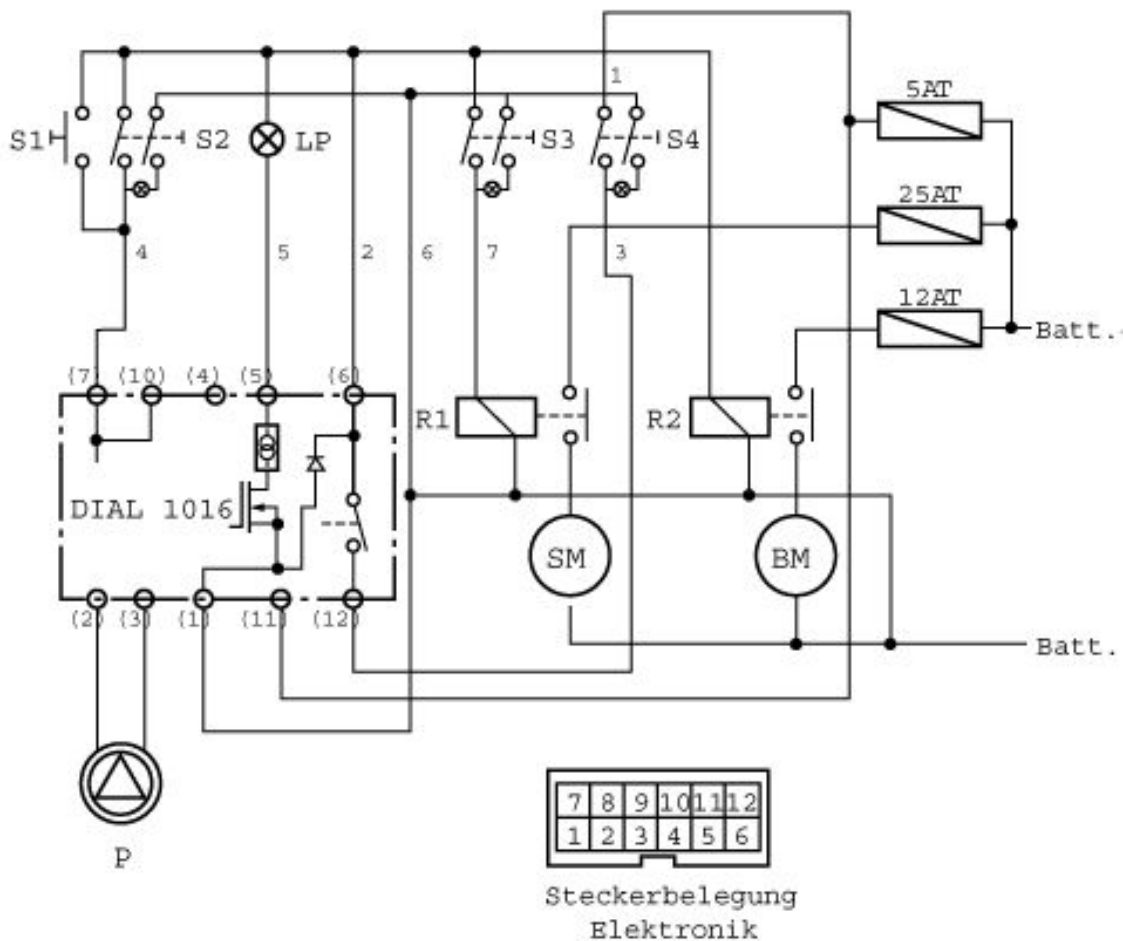 1
5AT
S1
S2
LP
S3
S4
25AT
4
5
2
6
7
3
12AT
Batt.
(7)
(10)
(4)
(5)
(6)
R1
R2
DIAL 1016
SM
BM
(2)
(3)
(1)
(11)
(12)
Batt.
P
7 8 9 10 11 12
1 2 3 4 5 6
Steckerbelegung
Elektronik